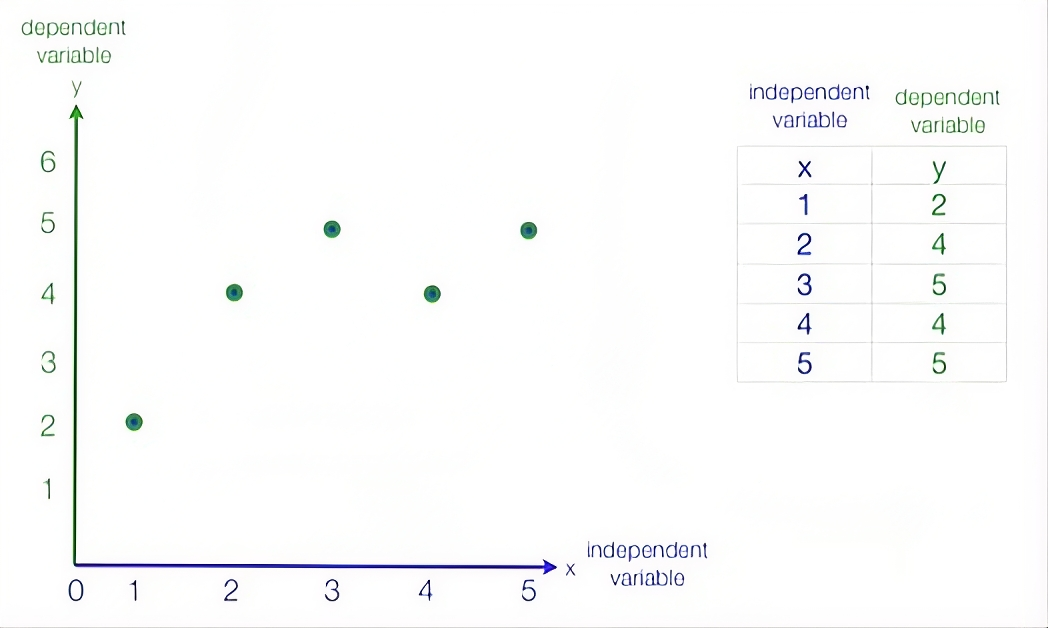 dependent
variable
y
6
5
4
3
2
1
0 1 2 3 4 5
x
independent
variable
independent
variable
dependent
variable
x y
1 2
2 4
3 5
4 4
5 5